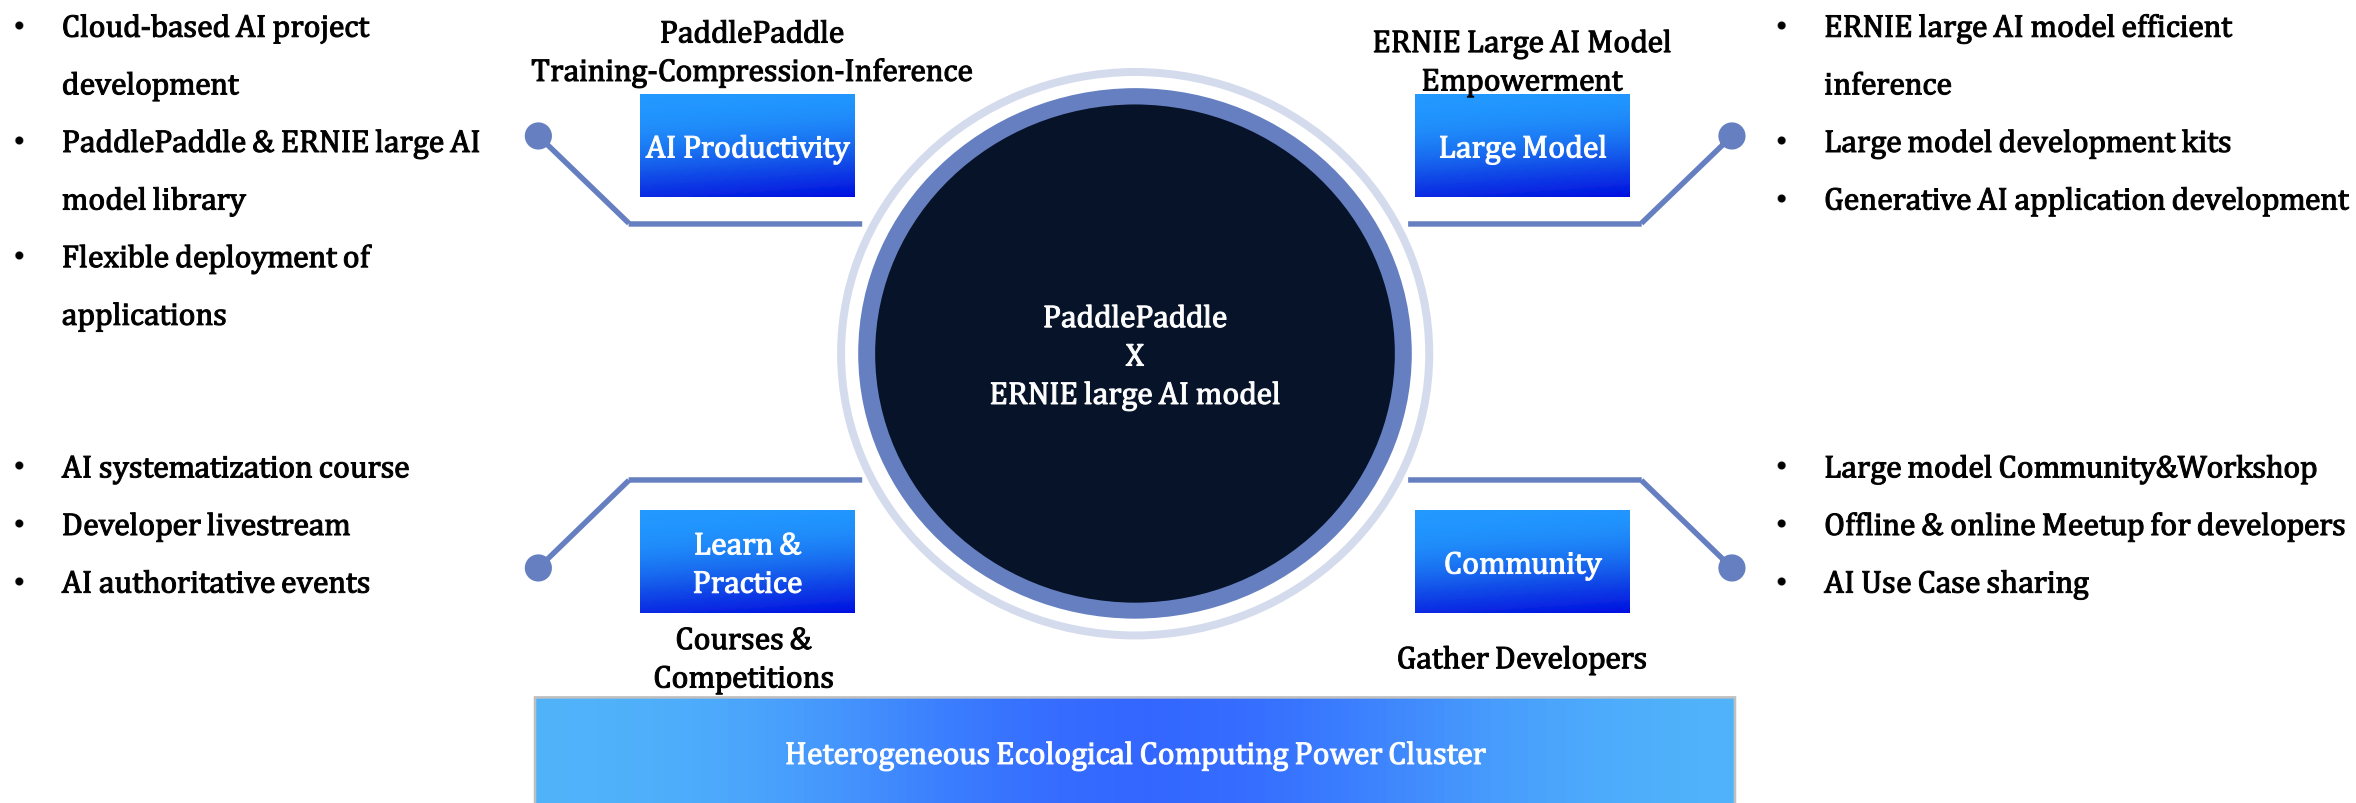 • Cloud-based AI project
development
• PaddlePaddle & ERNIE large AI
model library
• Flexible deployment of
applications
PaddlePaddle
Training-Compression-Inference
AI Productivity
ERNIE Large AI Model
Empowerment
Large Model
• ERNIE large AI model efficient
inference
• Large model development kits
• Generative AI application development
PaddlePaddle
X
ERNIE large AI model
• AI systematization course
• Developer livestream
• AI authoritative events
Learn &
Practice
Courses &
Competitions
Community
Gather Developers
• Large model Community&Workshop
• Offline & online Meetup for developers
• AI Use Case sharing
Heterogeneous Ecological Computing Power Cluster